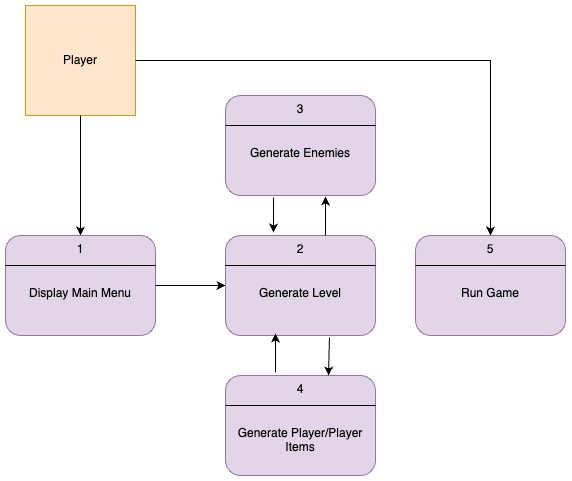 Player
3
Generate Enemies
1
Display Main Menu
2
Generate Level
5
Run Game
4
Generate Player/Player
Items